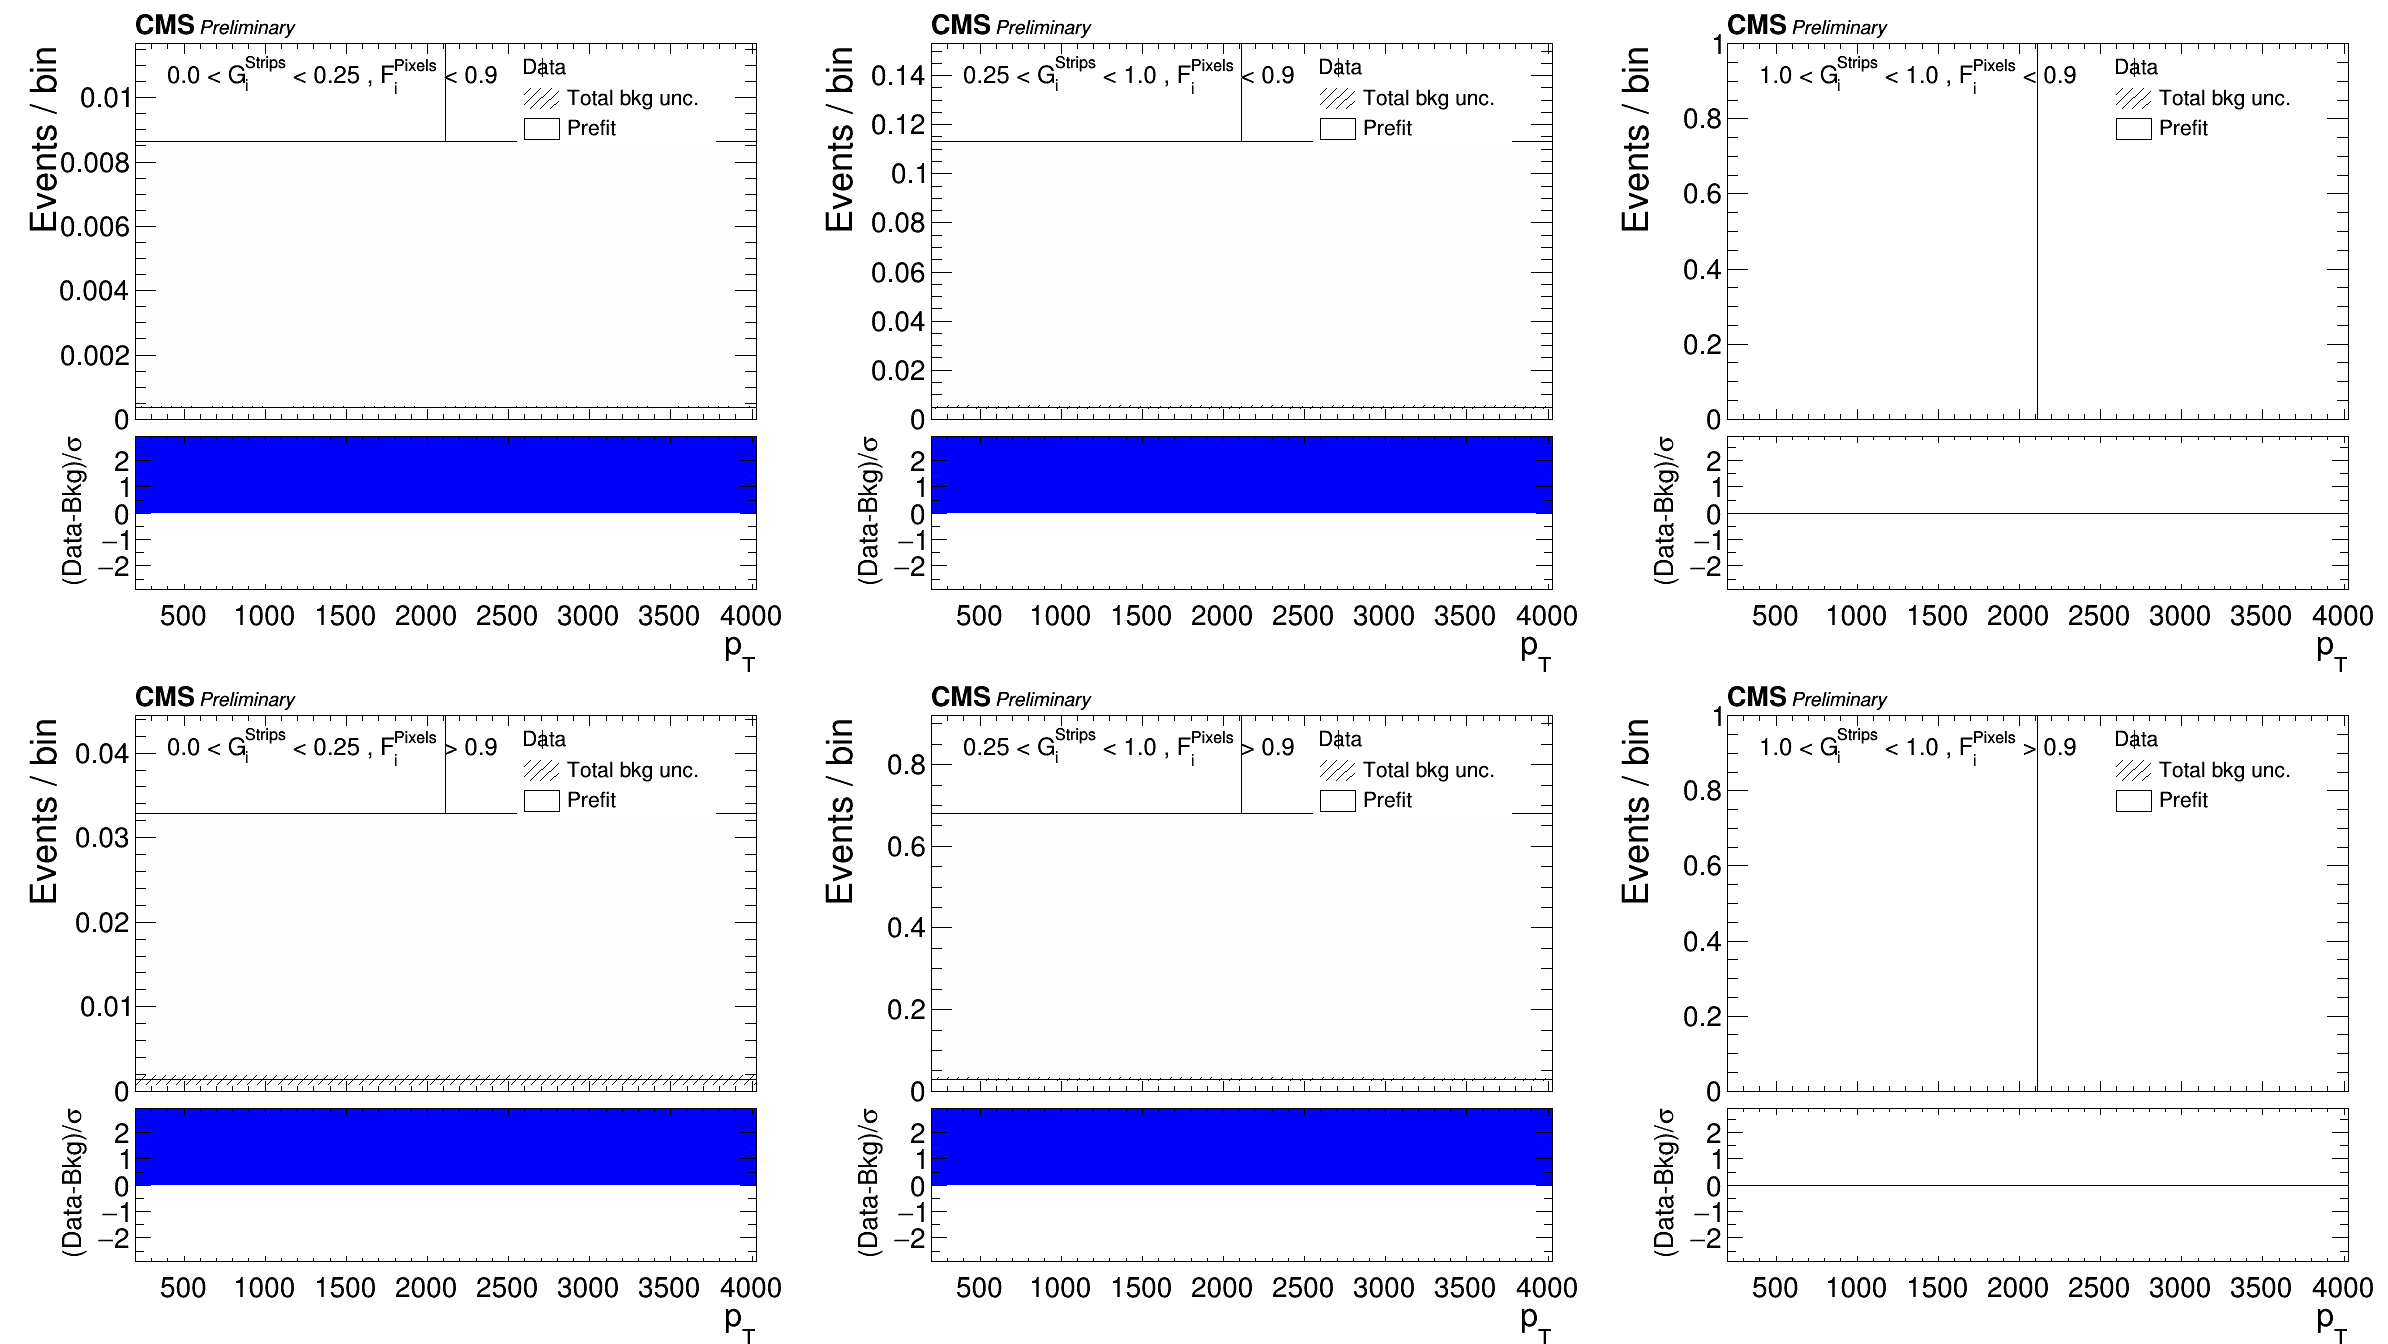 CMS Preliminary
Events / bin
0.0 < G_i^Strips < 0.25 , F_i^Pixels < 0.9
Data
Total bkg unc.
Prefit
0.01
0.008
0.006
0.004
0.002
0
(Data-Bkg)/σ
2
1
0
−1
−2
500 1000 1500 2000 2500 3000 3500 4000
p_T
CMS Preliminary
Events / bin
0.25 < G_i^Strips < 1.0 , F_i^Pixels < 0.9
Data
Total bkg unc.
Prefit
0.14
0.12
0.1
0.08
0.06
0.04
0.02
0
(Data-Bkg)/σ
2
1
0
−1
−2
500 1000 1500 2000 2500 3000 3500 4000
p_T
CMS Preliminary
Events / bin
1.0 < G_i^Strips < 1.0 , F_i^Pixels < 0.9
Data
Total bkg unc.
Prefit
1
0.8
0.6
0.4
0.2
0
(Data-Bkg)/σ
2
1
0
−1
−2
500 1000 1500 2000 2500 3000 3500 4000
p_T
CMS Preliminary
Events / bin
0.0 < G_i^Strips < 0.25 , F_i^Pixels > 0.9
Data
Total bkg unc.
Prefit
0.04
0.03
0.02
0.01
0
(Data-Bkg)/σ
2
1
0
−1
−2
500 1000 1500 2000 2500 3000 3500 4000
p_T
CMS Preliminary
Events / bin
0.25 < G_i^Strips < 1.0 , F_i^Pixels > 0.9
Data
Total bkg unc.
Prefit
0.8
0.6
0.4
0.2
0
(Data-Bkg)/σ
2
1
0
−1
−2
500 1000 1500 2000 2500 3000 3500 4000
p_T
CMS Preliminary
Events / bin
1.0 < G_i^Strips < 1.0 , F_i^Pixels > 0.9
Data
Total bkg unc.
Prefit
1
0.8
0.6
0.4
0.2
0
(Data-Bkg)/σ
2
1
0
−1
−2
500 1000 1500 2000 2500 3000 3500 4000
p_T